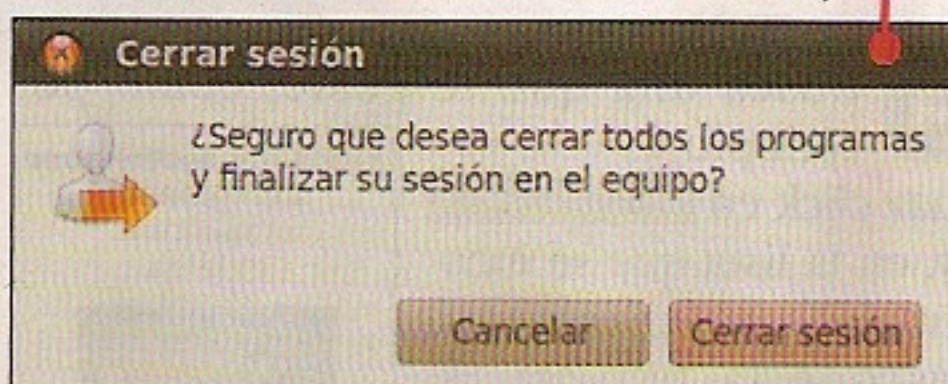 Cerrar sesión
¿Seguro que desea cerrar todos los programas
y finalizar su sesión en el equipo?
Cancelar
Cerrar sesión